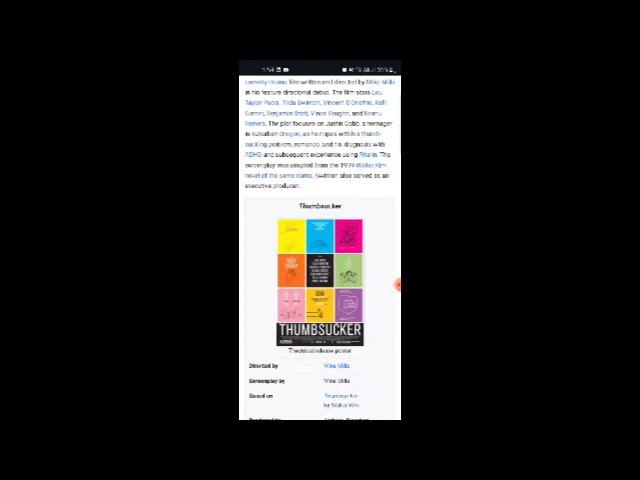 comedy-drama film written and directed by Mike Mills
in his feature directorial debut. The film stars Lou
Taylor Pucci, Tilda Swinton, Vincent D'Onofrio, Kelli
Garner, Benjamin Bratt, Vince Vaughn, and Keanu
Reeves. The plot focuses on Justin Cobb, a teenager
in suburban Oregon, as he copes with his thumb-
sucking problem, romance, and his diagnosis with
ADHD and subsequent experience using Ritalin. The
screenplay was adapted from the 1999 Walter Kirn
novel of the same name. also served as an
executive producer.
Thumbsucker
THUMBSUCKER
Theatrical release poster
Directed by Mike Mills
Screenplay by Mike Mills
Based on Thumbsucker
by Walter Kirn